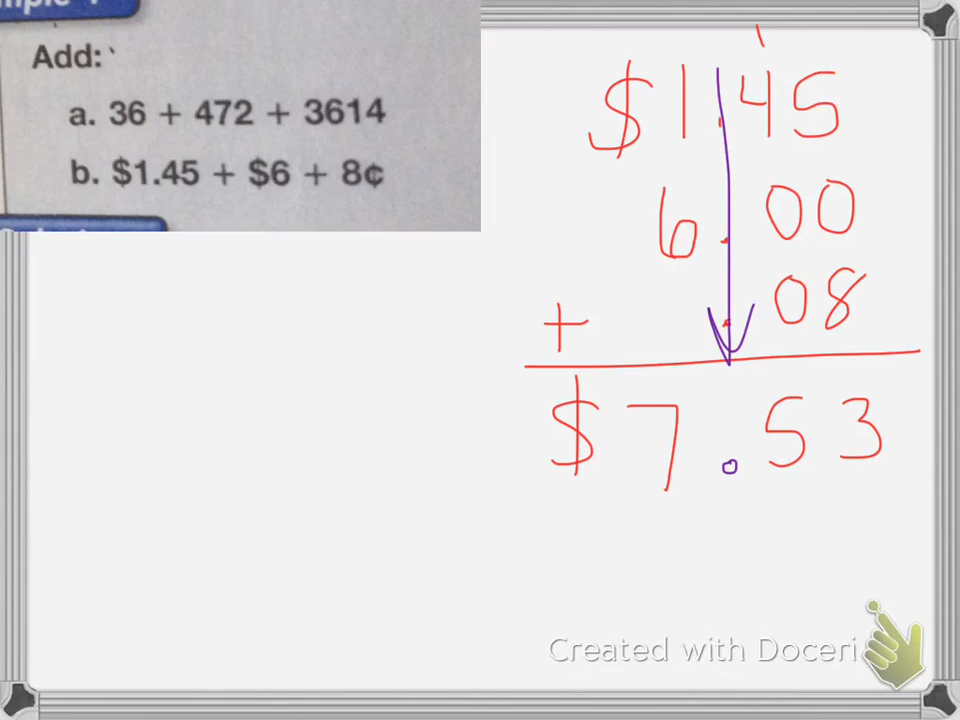 Add:
a. 36 + 472 + 3614
b. $1.45 + $6 + 8¢
$1.45
6.00
+ .08
$7.53
Created with Doceri